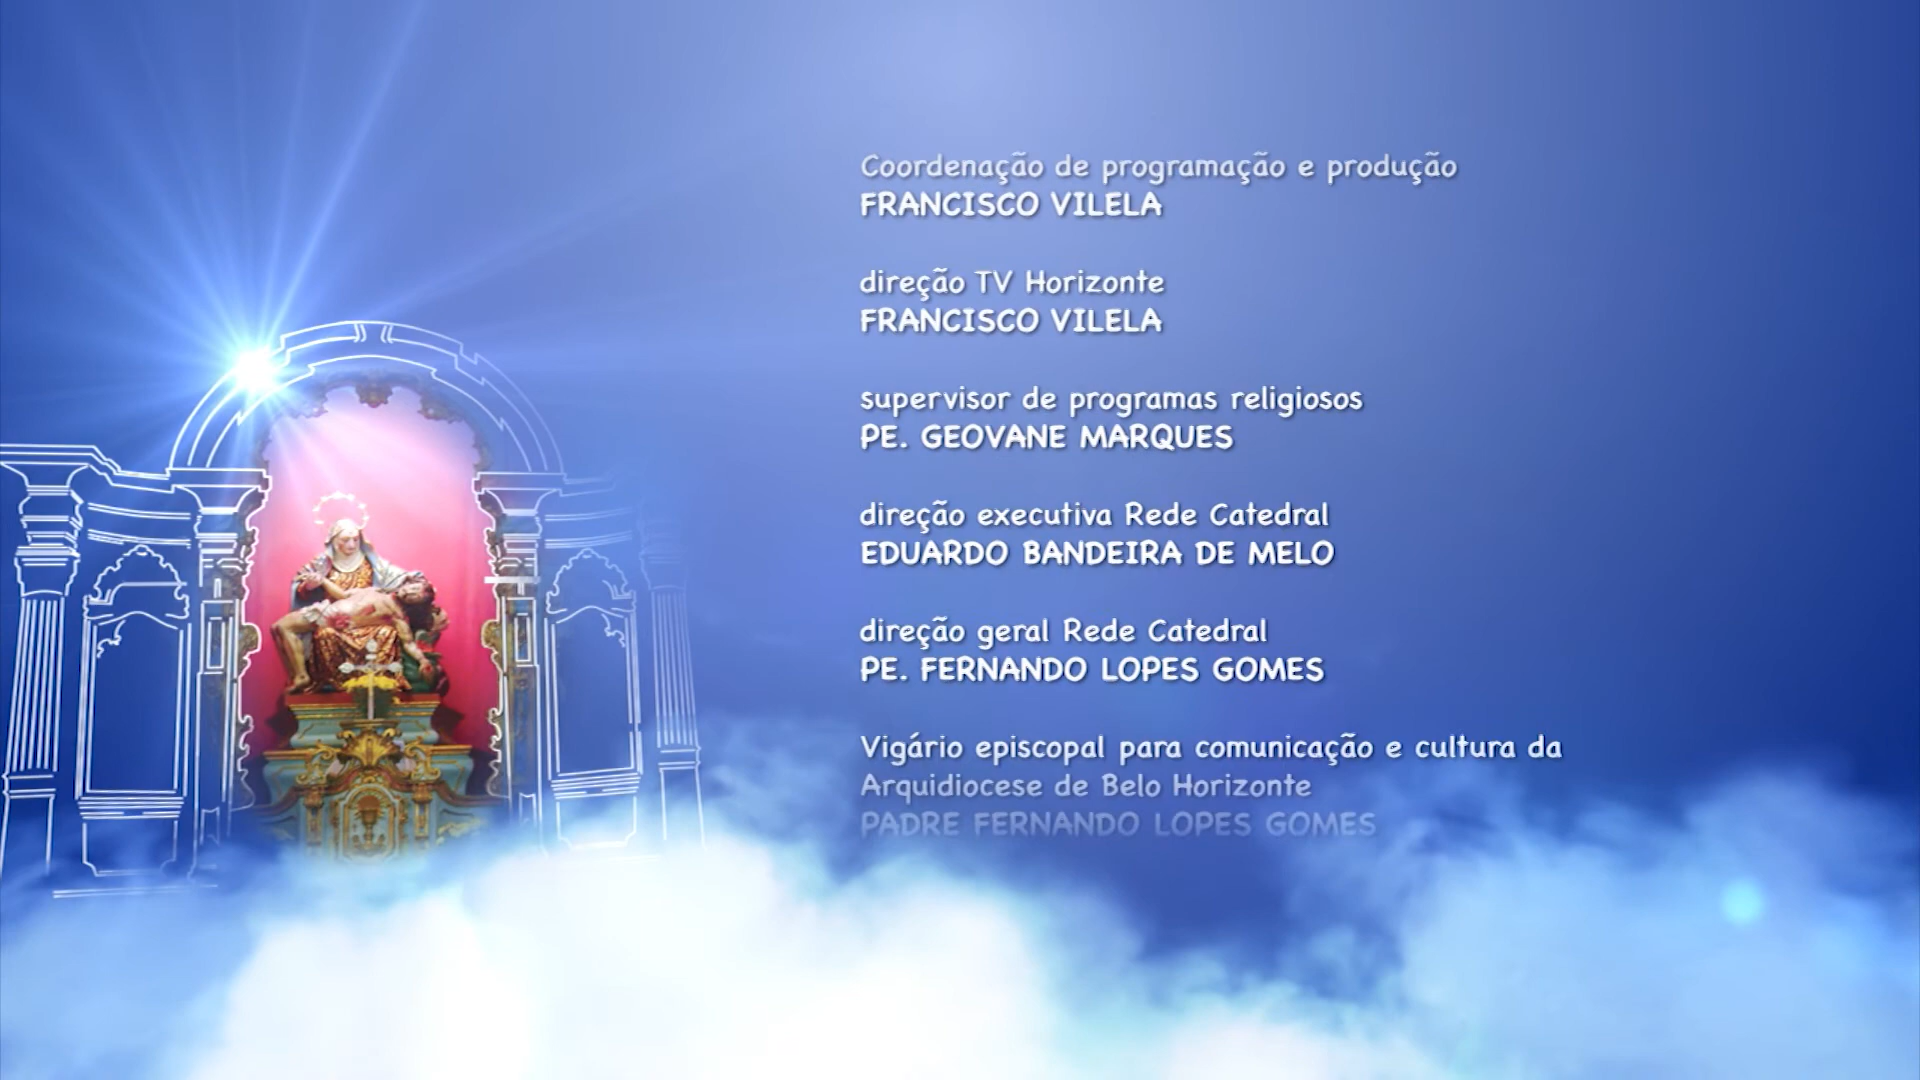 Coordenação de programação e produção
FRANCISCO VILELA
direção TV Horizonte
FRANCISCO VILELA
supervisor de programas religiosos
PE. GEOVANE MARQUES
direção executiva Rede Catedral
EDUARDO BANDEIRA DE MELO
direção geral Rede Catedral
PE. FERNANDO LOPES GOMES
Vigário episcopal para comunicação e cultura da
Arquidiocese de Belo Horizonte
PADRE FERNANDO LOPES GOMES